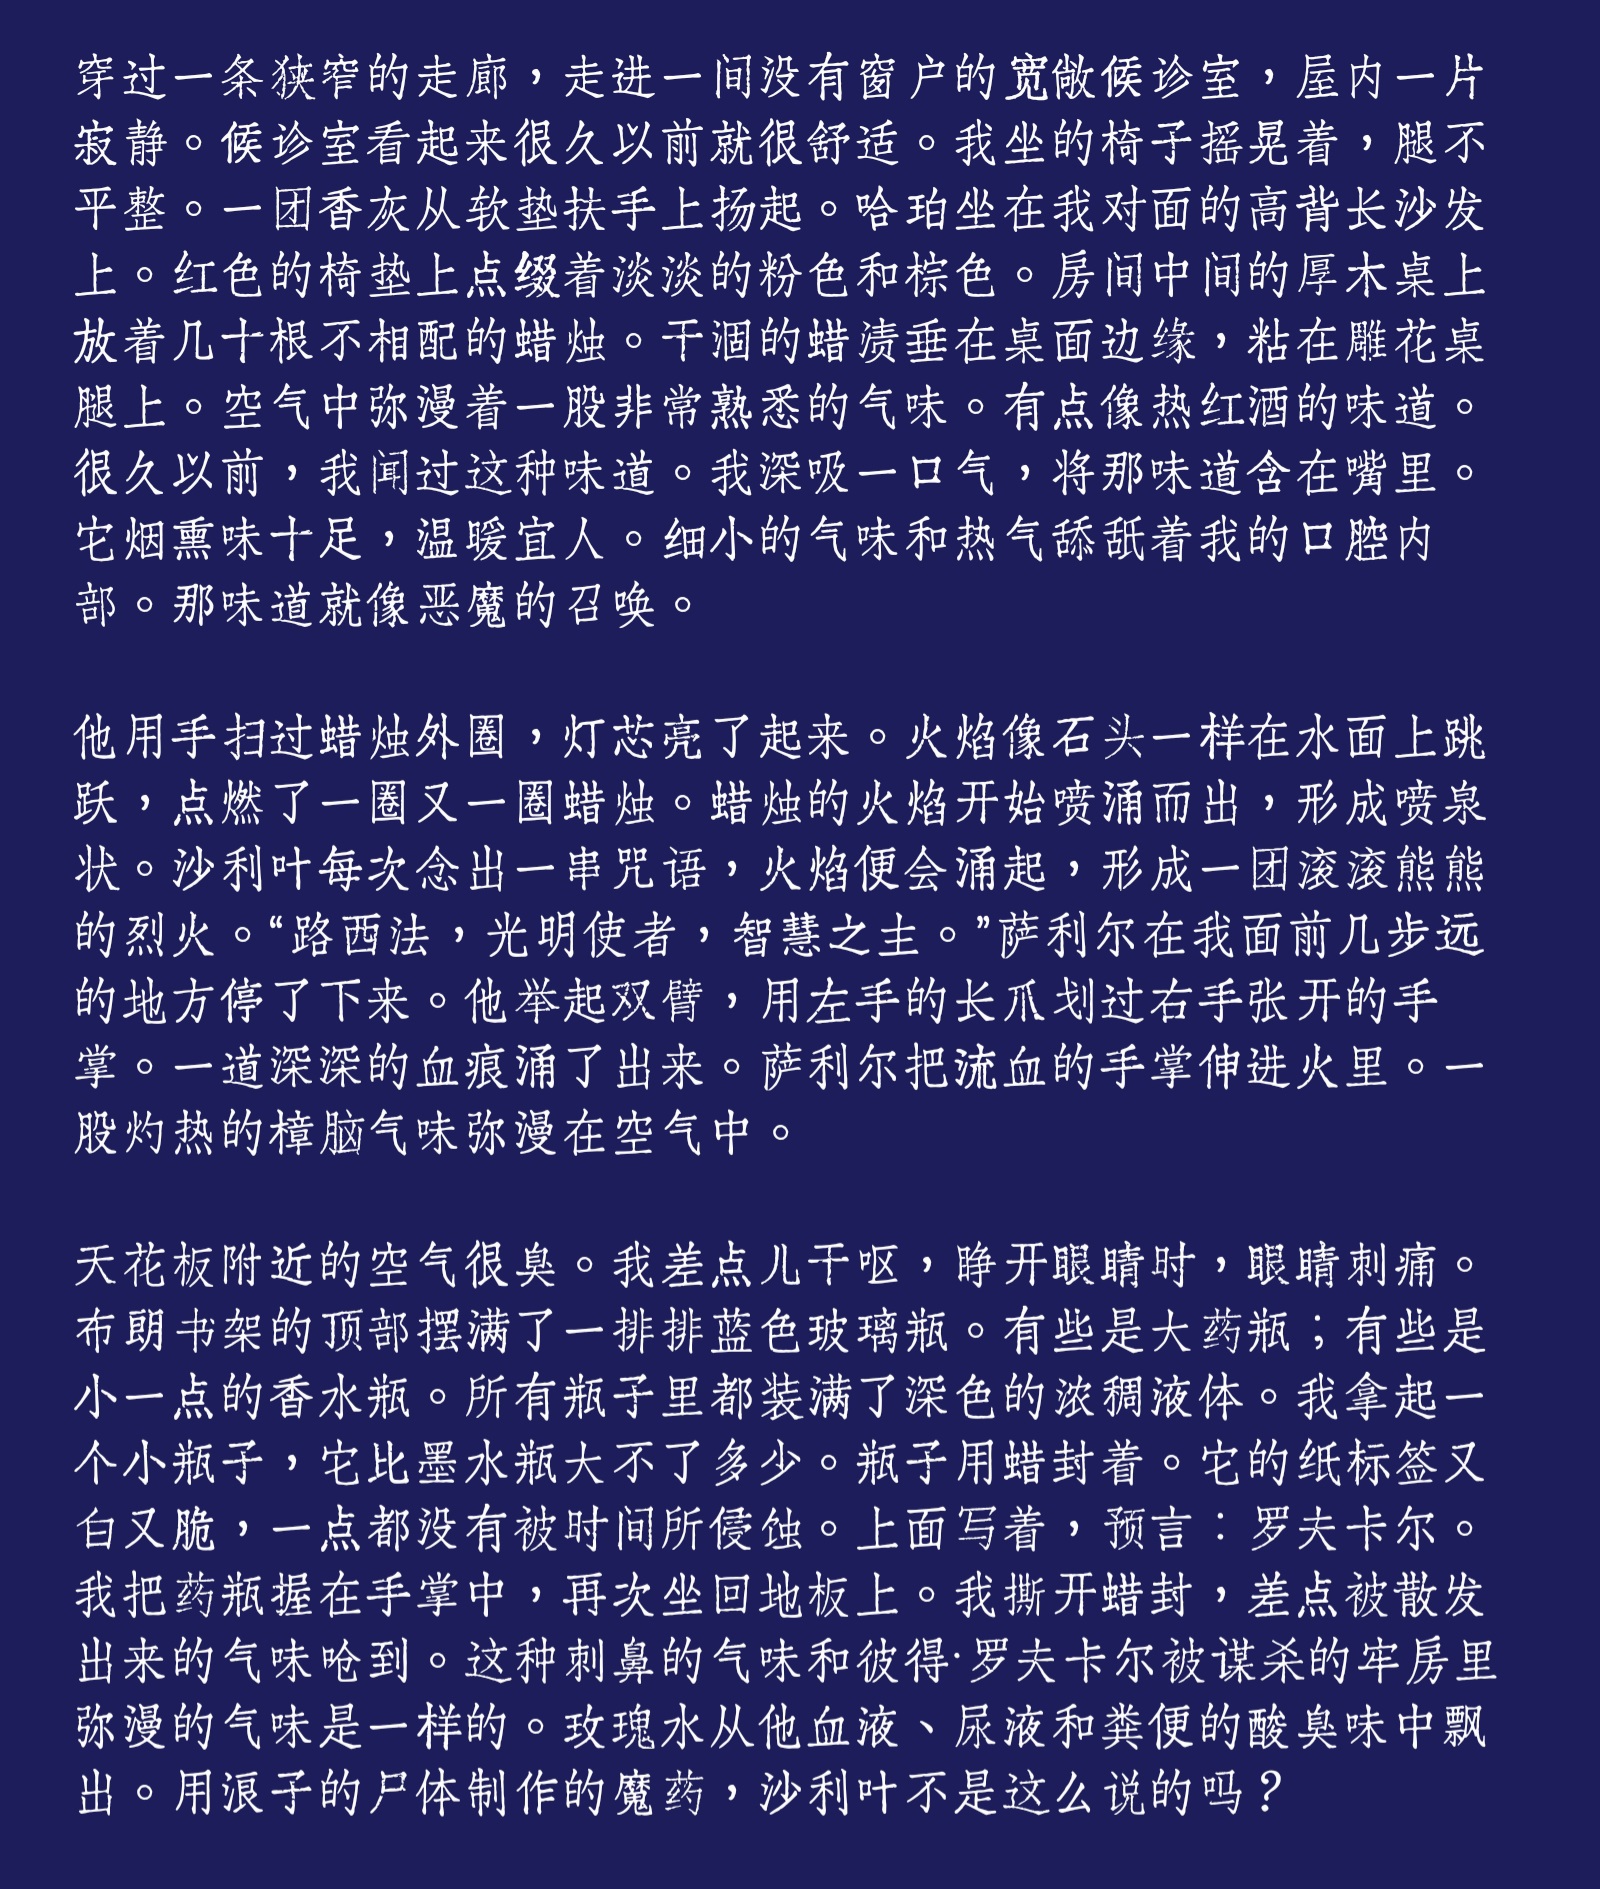 穿过一条狭窄的走廊，走进一间没有窗户的宽敞候诊室，屋内一片
寂静。候诊室看起来很久以前就很舒适。我坐的椅子摇晃着，腿不
平整。一团香灰从软垫扶手上扬起。哈珀坐在我对面的高背长沙发
上。红色的椅垫上点缀着淡淡的粉色和棕色。房间中间的厚木桌上
放着几十根不相配的蜡烛。干涸的蜡渍垂在桌面边缘，粘在雕花桌
腿上。空气中弥漫着一股非常熟悉的气味。有点像热红酒的味道。
很久以前，我闻过这种味道。我深吸一口气，将那味道含在嘴里。
它烟熏味十足，温暖宜人。细小的气味和热气舔舐着我的口腔内
部。那味道就像恶魔的召唤。
他用手扫过蜡烛外圈，灯芯亮了起来。火焰像石头一样在水面上跳
跃，点燃了一圈又一圈蜡烛。蜡烛的火焰开始喷涌而出，形成喷泉
状。沙利叶每次念出一串咒语，火焰便会涌起，形成一团滚滚熊熊
的烈火。“路西法，光明使者，智慧之主。”萨利尔在我面前几步远
的地方停了下来。他举起双臂，用左手的长爪划过右手张开的手
掌。一道深深的血痕涌了出来。萨利尔把流血的手掌伸进火里。一
股灼热的樟脑气味弥漫在空气中。
天花板附近的空气很臭。我差点儿干呕，睁开眼睛时，眼睛刺痛。
布朗书架的顶部摆满了一排排蓝色玻璃瓶。有些是大药瓶；有些是
小一点的香水瓶。所有瓶子里都装满了深色的浓稠液体。我拿起一
个小瓶子，它比墨水瓶大不了多少。瓶子用蜡封着。它的纸标签又
白又脆，一点都没有被时间所侵蚀。上面写着，预言：罗夫卡尔。
我把药瓶握在手掌中，再次坐回地板上。我撕开蜡封，差点被散发
出来的气味呛到。这种刺鼻的气味和彼得·罗夫卡尔被谋杀的牢房里
弥漫的气味是一样的。玫瑰水从他血液、尿液和粪便的酸臭味中飘
出。用浪子的尸体制作的魔药，沙利叶不是这么说的吗？